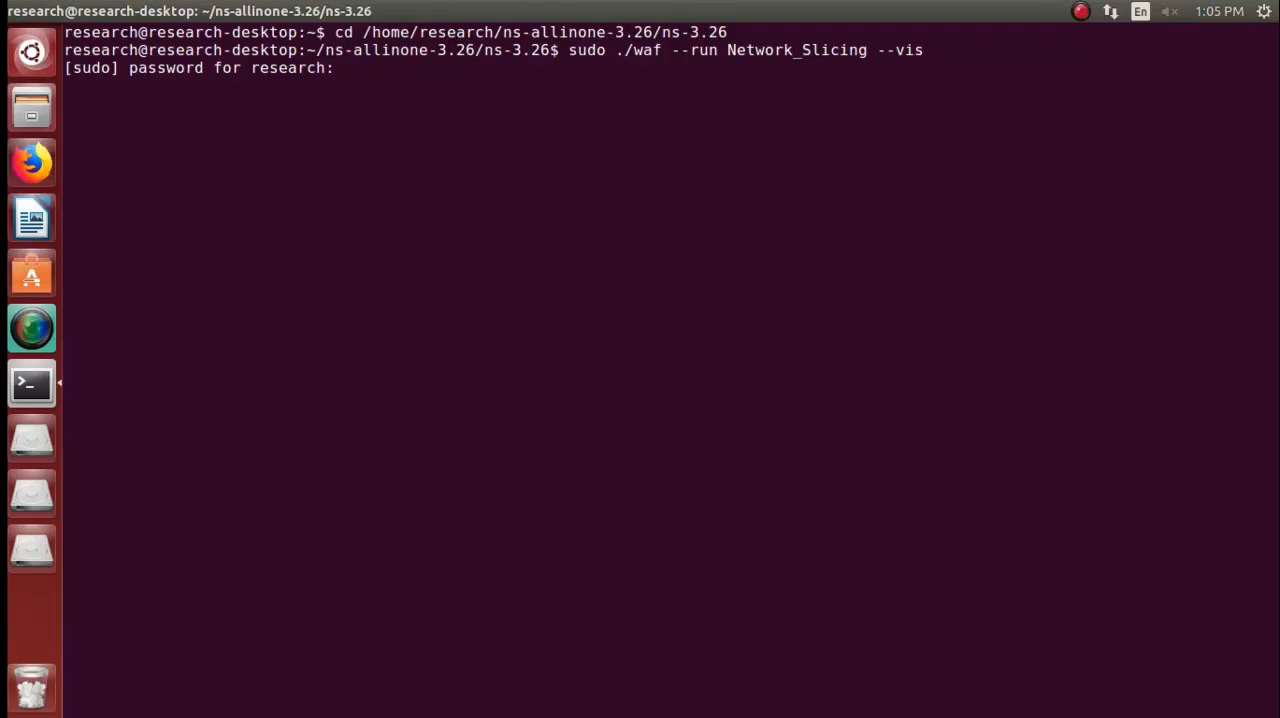 research@research-desktop: ~/ns-allinone-3.26/ns-3.26
En
1:05 PM
research@research-desktop:~$ cd /home/research/ns-allinone-3.26/ns-3.26
research@research-desktop:~/ns-allinone-3.26/ns-3.26$ sudo ./waf --run Network_Slicing --vis
[sudo] password for research: